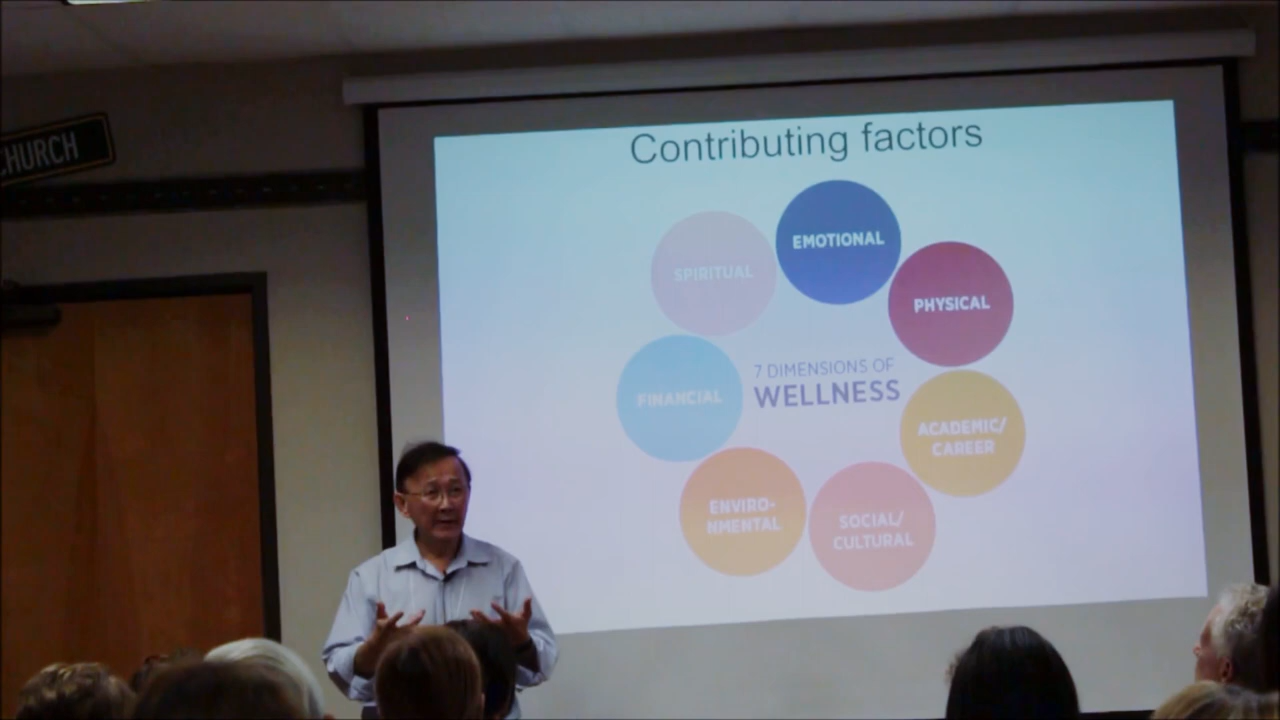 CHURCH
Contributing factors
EMOTIONAL
SPIRITUAL
PHYSICAL
7 DIMENSIONS OF
WELLNESS
FINANCIAL
ACADEMIC/
CAREER
ENVIRO-
NMENTAL
SOCIAL/
CULTURAL